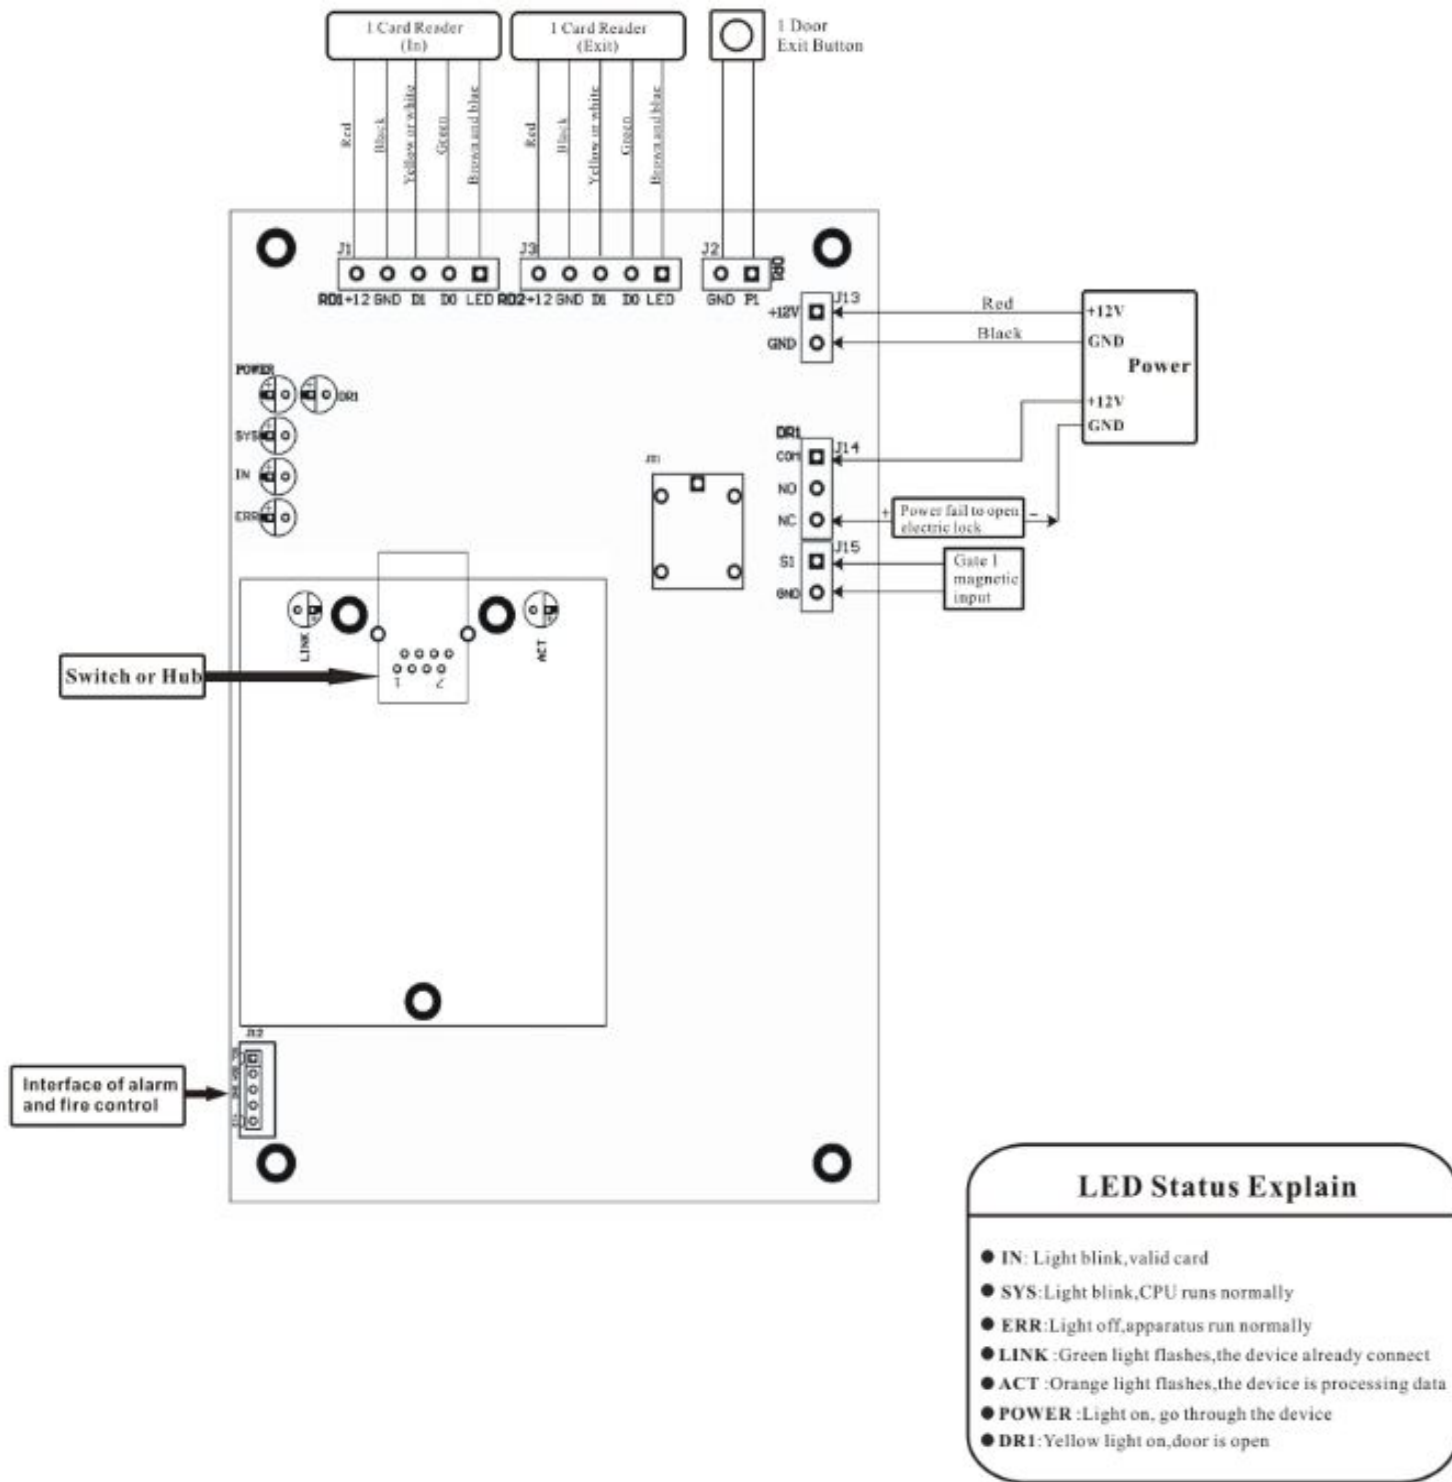 1 Card Reader
(In)
1 Card Reader
(Exit)
1 Door
Exit Button
Red
Black
Yellow or white
Green
Brown and blue
Red
Black
Yellow or white
Green
Brown and blue
J1
J3
J2
DR1
RD1 +12 GND D1 D0 LED
RD2 +12 GND D1 D0 LED
GND P1
J13
+12V
GND
Red
Black
+12V
GND
Power
+12V
GND
POWER
DR1
SYS
IN
ERR
DR1
J14
COM
NO
NC
+
Power fail to open
electric lock
-
J15
S1
GND
Gate 1
magnetic
input
LINK
ACT
1 2
Switch or Hub
J12
Interface of alarm
and fire control
LED Status Explain
● IN: Light blink,valid card
● SYS:Light blink,CPU runs normally
● ERR:Light off,apparatus run normally
● LINK :Green light flashes,the device already connect
● ACT :Orange light flashes,the device is processing data
● POWER :Light on, go through the device
● DR1:Yellow light on,door is open